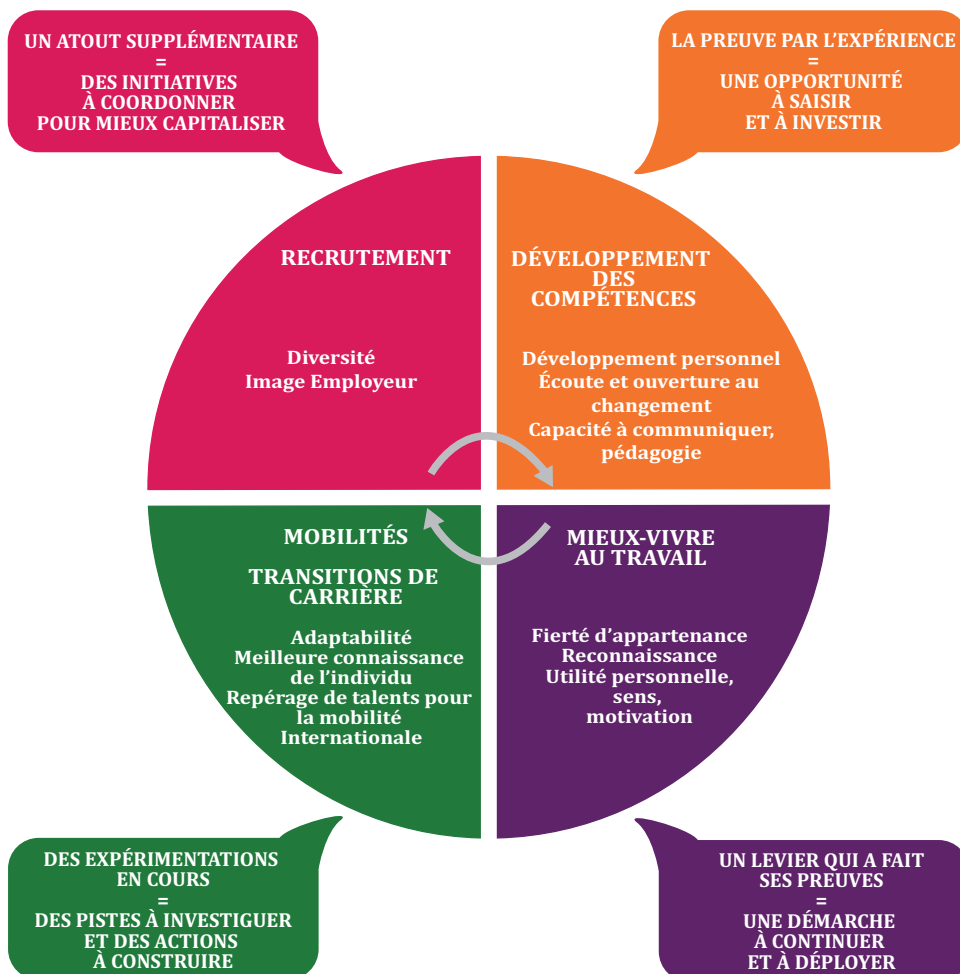 UN ATOUT SUPPLÉMENTAIRE
=
DES INITIATIVES
À COORDONNER
POUR MIEUX CAPITALISER
LA PREUVE PAR L'EXPÉRIENCE
=
UNE OPPORTUNITÉ
À SAISIR
ET À INVESTIR
RECRUTEMENT
Diversité
Image Employeur
DÉVELOPPEMENT
DES
COMPÉTENCES
Développement personnel
Écoute et ouverture au
changement
Capacité à communiquer,
pédagogie
MOBILITÉS
TRANSITIONS DE
CARRIÈRE
Adaptabilité
Meilleure connaissance
de l'individu
Repérage de talents pour
la mobilité
Internationale
MIEUX-VIVRE
AU TRAVAIL
Fierté d'appartenance
Reconnaissance
Utilité personnelle,
sens,
motivation
DES EXPÉRIMENTATIONS
EN COURS
=
DES PISTES À INVESTIGUER
ET DES ACTIONS
À CONSTRUIRE
UN LEVIER QUI A FAIT
SES PREUVES
=
UNE DÉMARCHE
À CONTINUER
ET À DÉPLOYER